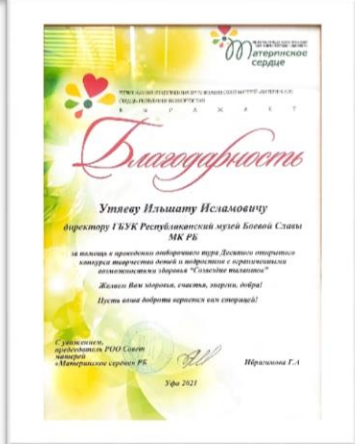 Материнское
сердце
ВЫРАЖАЕТ
Благодарность
Утяеву Ильшату Исламовичу
директору ГБУК Республиканский музей Боевой Славы
МК РБ
за помощь в проведении отборочного тура Десятого открытого
конкурса творчества детей и подростков с ограниченными
возможностями здоровья "Созвездие талантов"
Желаем Вам здоровья, счастья, энергии, добра!
Пусть ваша доброта вернется вам сторицей!
С уважением,
председатель РОО Совет
матерей
«Материнское сердце» РБ
Ибрагимова Г.А
Уфа 2021